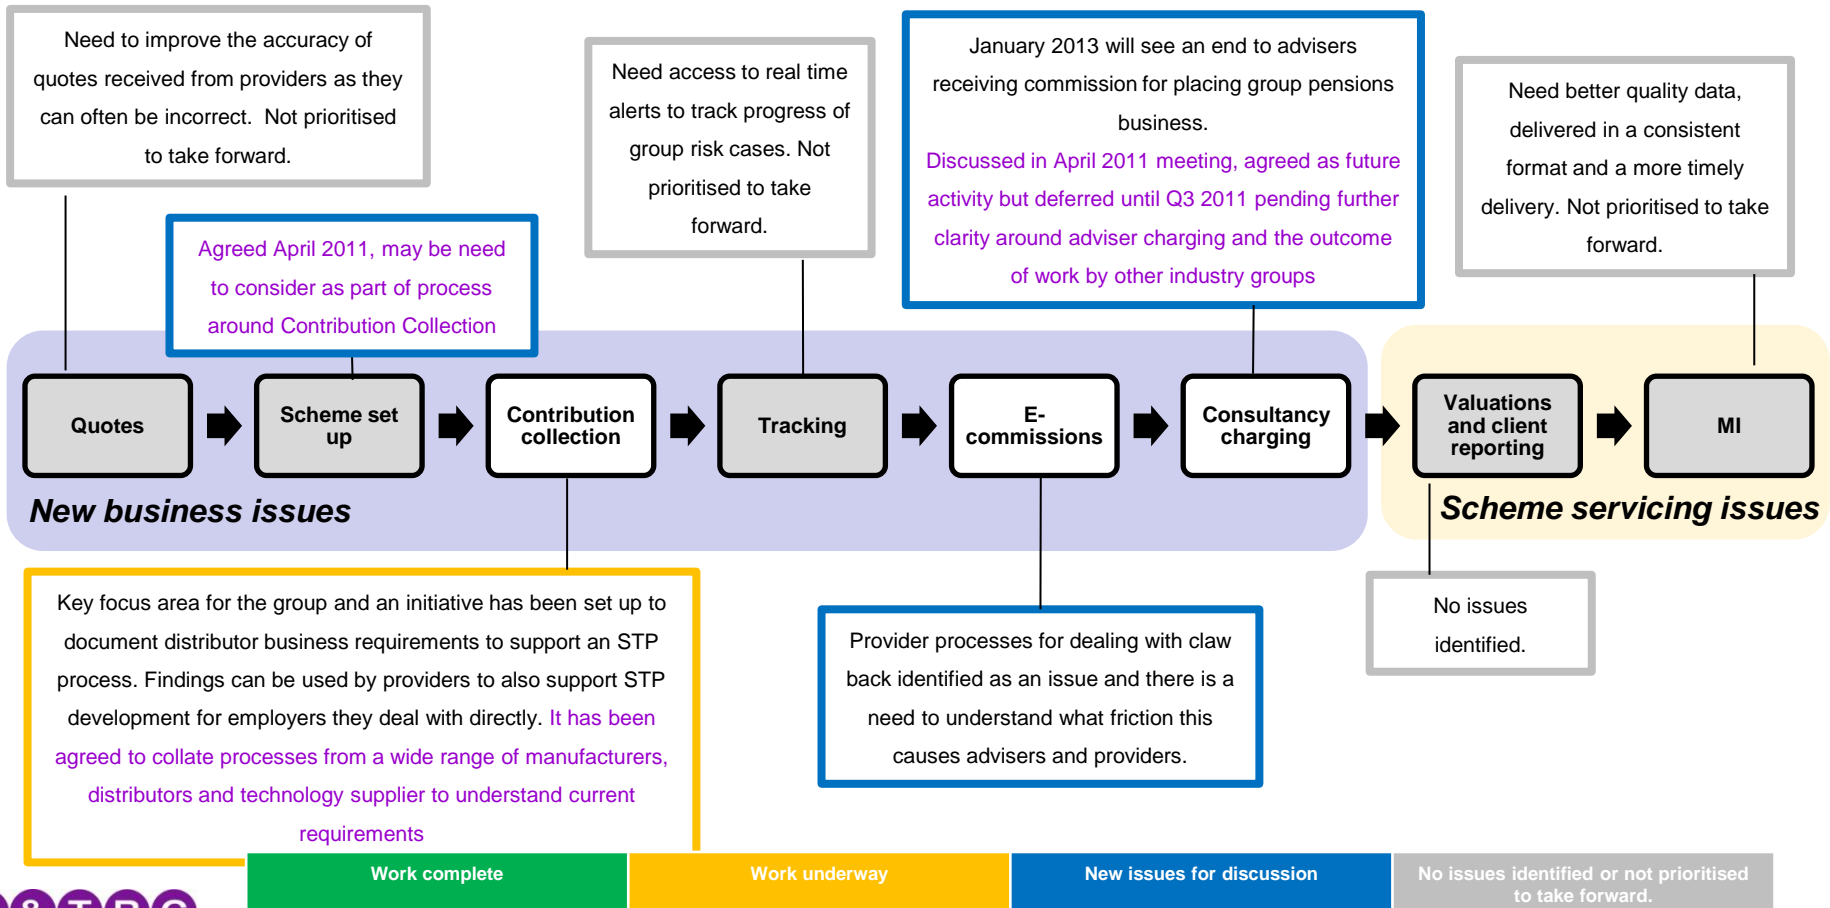 Need to improve the accuracy of
quotes received from providers as they
can often be incorrect.  Not prioritised
to take forward.
Agreed April 2011, may be need
to consider as part of process
around Contribution Collection
Need access to real time
alerts to track progress of
group risk cases. Not
prioritised to take
forward.
January 2013 will see an end to advisers
receiving commission for placing group pensions
business.
Discussed in April 2011 meeting, agreed as future
activity but deferred until Q3 2011 pending further
clarity around adviser charging and the outcome
of work by other industry groups
Need better quality data,
delivered in a consistent
format and a more timely
delivery. Not prioritised to take
forward.
Quotes
Scheme set
up
Contribution
collection
Tracking
E-
commissions
Consultancy
charging
Valuations
and client
reporting
MI
New business issues
Scheme servicing issues
Key focus area for the group and an initiative has been set up to
document distributor business requirements to support an STP
process. Findings can be used by providers to also support STP
development for employers they deal with directly. It has been
agreed to collate processes from a wide range of manufacturers,
distributors and technology supplier to understand current
requirements
Provider processes for dealing with claw
back identified as an issue and there is a
need to understand what friction this
causes advisers and providers.
No issues
identified.
Work complete
Work underway
New issues for discussion
No issues identified or not prioritised
to take forward.